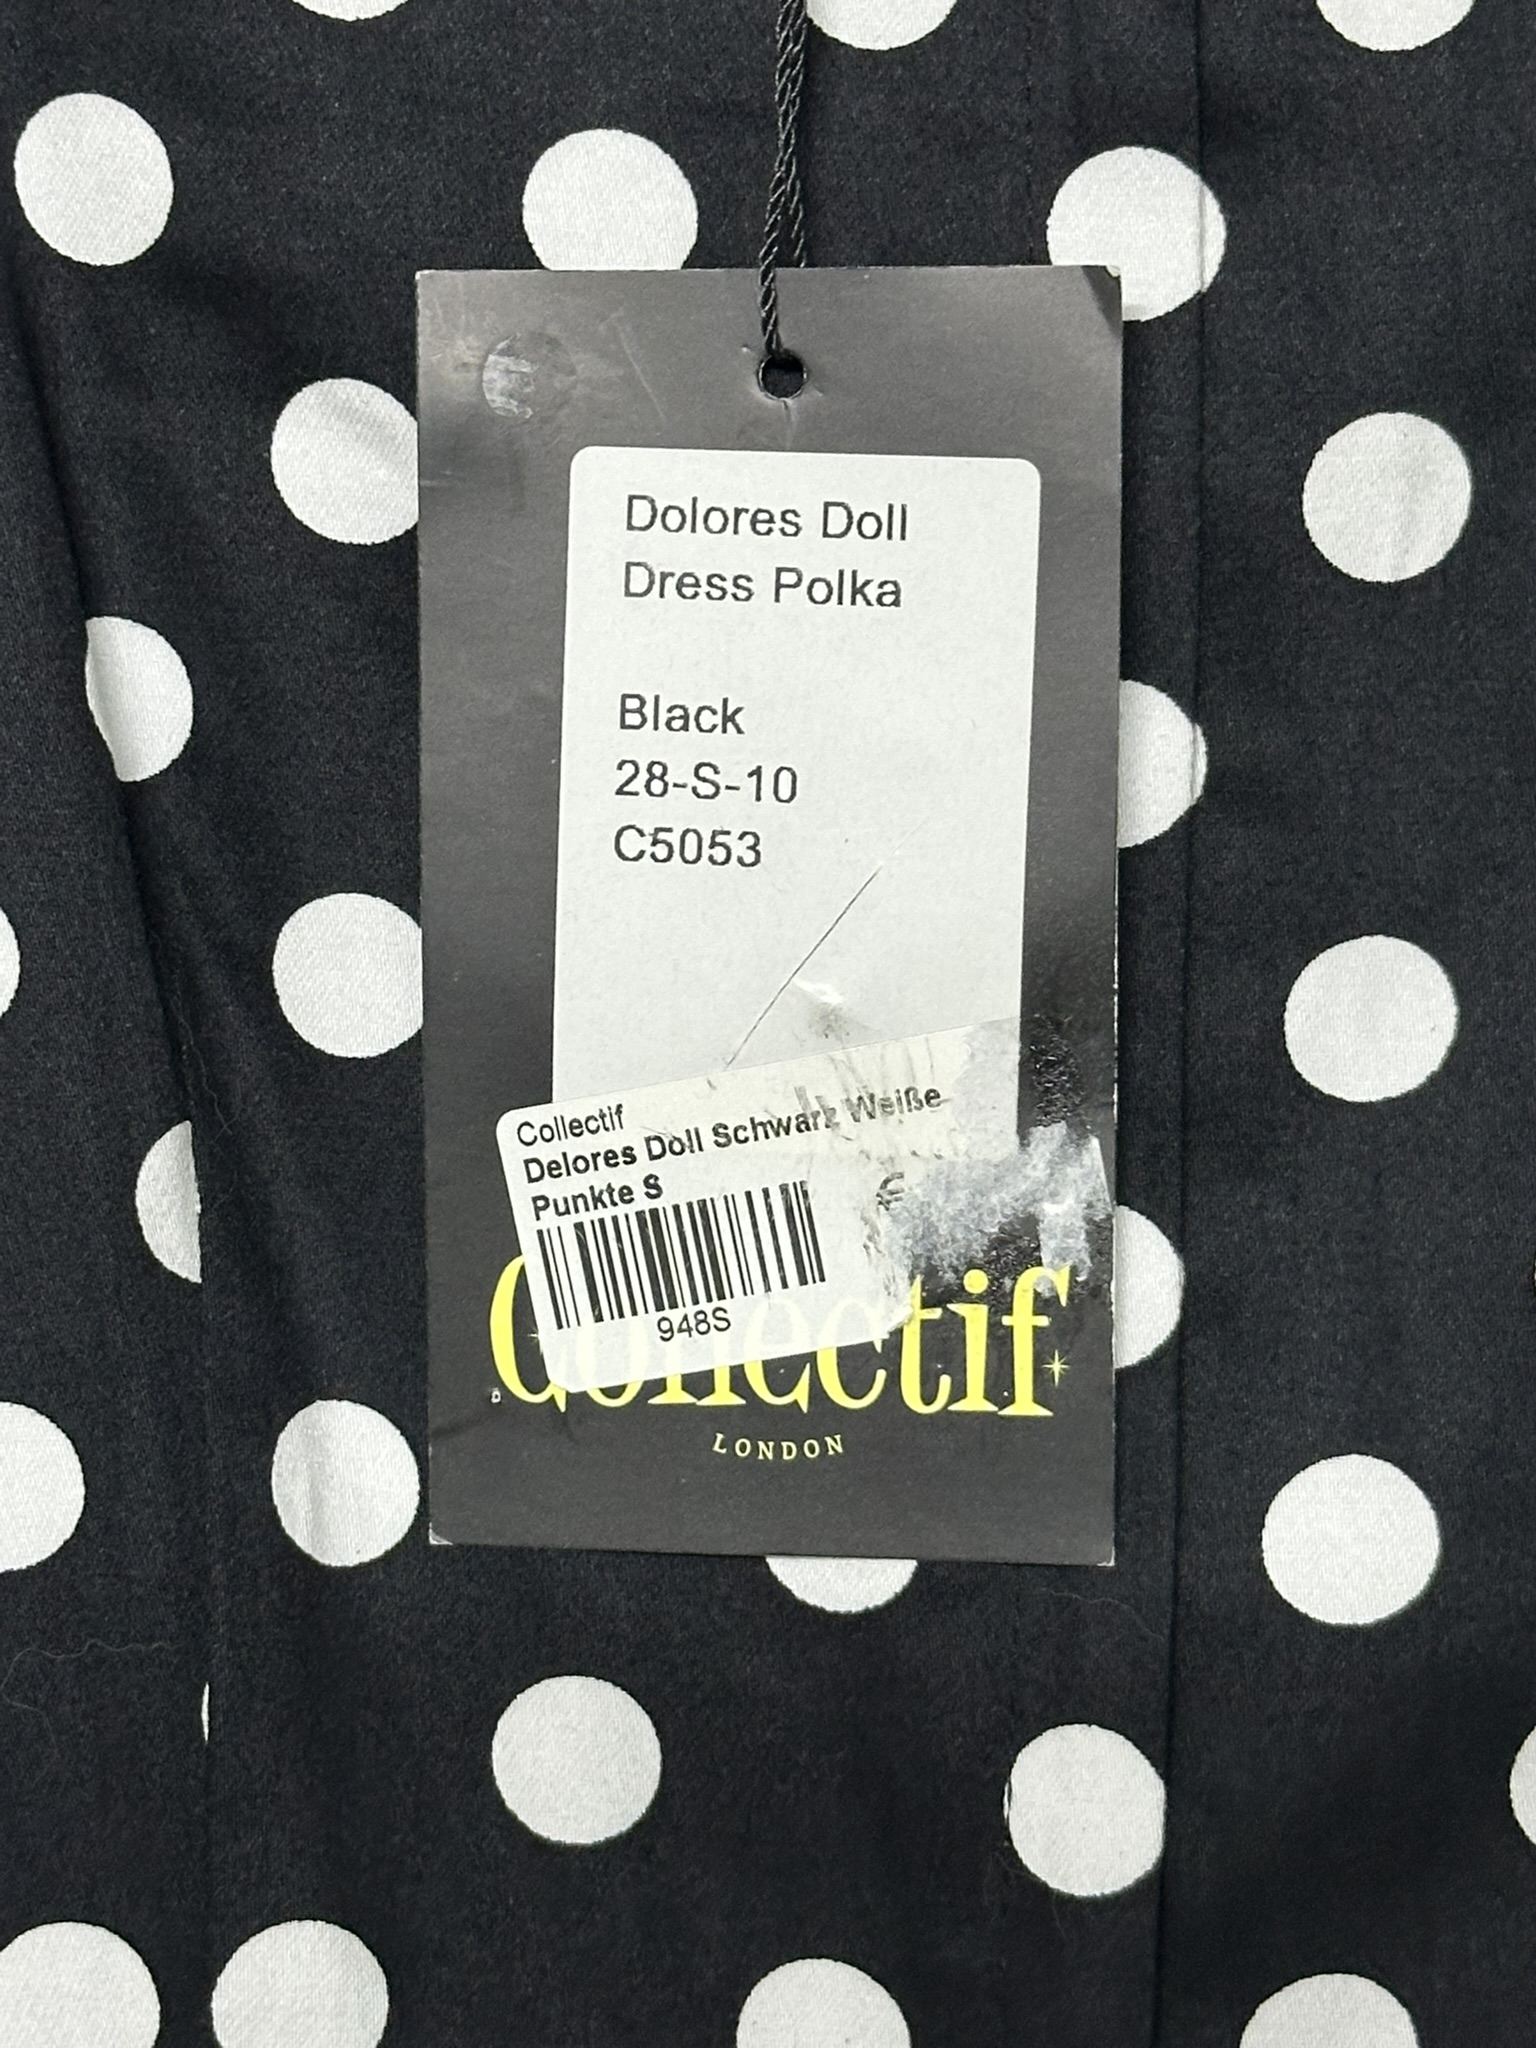 Dolores Doll
Dress Polka
Black
28-S-10
C5053
Collectif
Delores Doll Schwarz Weiße
Punkte S
€
948S
Collectif
LONDON